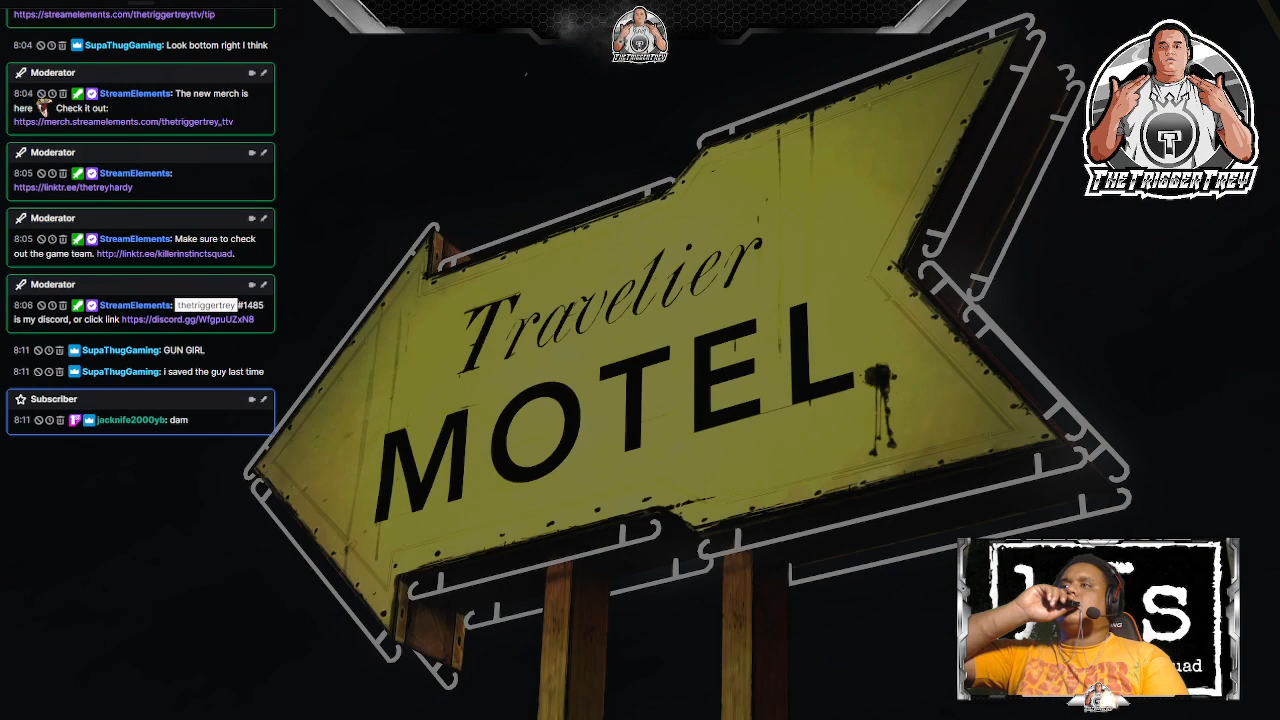 https://streamelements.com/thetriggertreyttv/tip
8:04 SupaThugGaming: Look bottom right I think
Moderator
8:04 StreamElements: The new merch is
here Check it out:
https://merch.streamelements.com/thetriggertrey_ttv
Moderator
8:05 StreamElements:
https://linktr.ee/thetreyhardy
Moderator
8:05 StreamElements: Make sure to check
out the game team. http://linktr.ee/killerinstinctsquad.
Moderator
8:06 StreamElements: thetriggertrey#1485
is my discord, or click link https://discord.gg/WfgpuUZxN8
8:11 SupaThugGaming: GUN GIRL
8:11 SupaThugGaming: i saved the guy last time
Subscriber
8:11 jacknife2000yb: dam
THETRIGGERTREY
T
THETRIGGERTREY
Travelier
MOTEL
s
uad